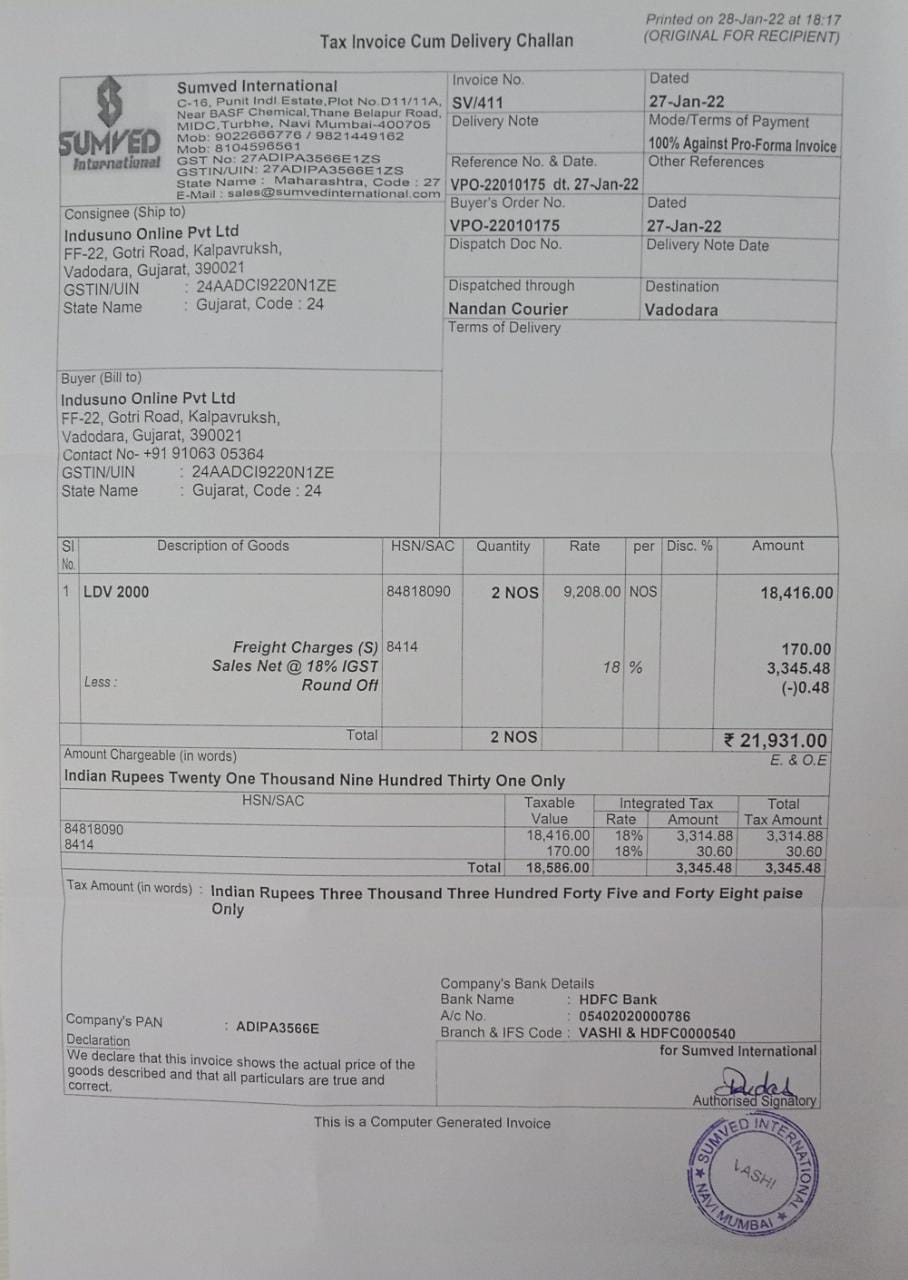 Printed on 28-Jan-22 at 18:17
Tax Invoice Cum Delivery Challan
(ORIGINAL FOR RECIPIENT)
SUMVED
International
Sumved International
C-16, Punit Indl.Estate,Plot No.D11/11A,
Near BASF Chemical,Thane Belapur Road,
MIDC,Turbhe, Navi Mumbai-400705
Mob: 9022666776 / 9821449162
Mob: 8104596561
GST No: 27ADIPA3566E1ZS
GSTIN/UIN: 27ADIPA3566E1ZS
State Name : Maharashtra, Code : 27
E-Mail : sales@sumvedinternational.com
Invoice No.
SV/411
Dated
27-Jan-22
Delivery Note
Mode/Terms of Payment
100% Against Pro-Forma Invoice
Reference No. & Date.
VPO-22010175 dt. 27-Jan-22
Other References
Buyer's Order No.
VPO-22010175
Dated
27-Jan-22
Dispatch Doc No.
Delivery Note Date
Dispatched through
Nandan Courier
Destination
Vadodara
Terms of Delivery
Consignee (Ship to)
Indusuno Online Pvt Ltd
FF-22, Gotri Road, Kalpavruksh,
Vadodara, Gujarat, 390021
GSTIN/UIN : 24AADCI9220N1ZE
State Name : Gujarat, Code : 24
Buyer (Bill to)
Indusuno Online Pvt Ltd
FF-22, Gotri Road, Kalpavruksh,
Vadodara, Gujarat, 390021
Contact No- +91 91063 05364
GSTIN/UIN : 24AADCI9220N1ZE
State Name : Gujarat, Code : 24
Sl No. Description of Goods HSN/SAC Quantity Rate per Disc. % Amount
1 LDV 2000 84818090 2 NOS 9,208.00 NOS 18,416.00
Freight Charges (S) 8414 170.00
Sales Net @ 18% IGST 18 % 3,345.48
Less : Round Off (-)0.48
Total 2 NOS ₹ 21,931.00
Amount Chargeable (in words) E. & O.E
Indian Rupees Twenty One Thousand Nine Hundred Thirty One Only
HSN/SAC Taxable Value Integrated Tax Rate Amount Total Tax Amount
84818090 18,416.00 18% 3,314.88 3,314.88
8414 170.00 18% 30.60 30.60
Total 18,586.00 3,345.48 3,345.48
Tax Amount (in words) : Indian Rupees Three Thousand Three Hundred Forty Five and Forty Eight paise
Only
Company's Bank Details
Bank Name : HDFC Bank
A/c No. : 05402020000786
Branch & IFS Code : VASHI & HDFC0000540
Company's PAN : ADIPA3566E
Declaration
We declare that this invoice shows the actual price of the
goods described and that all particulars are true and
correct.
for Sumved International
Authorised Signatory
This is a Computer Generated Invoice
SUMVED INTERNATIONAL
VASHI
NAVI MUMBAI